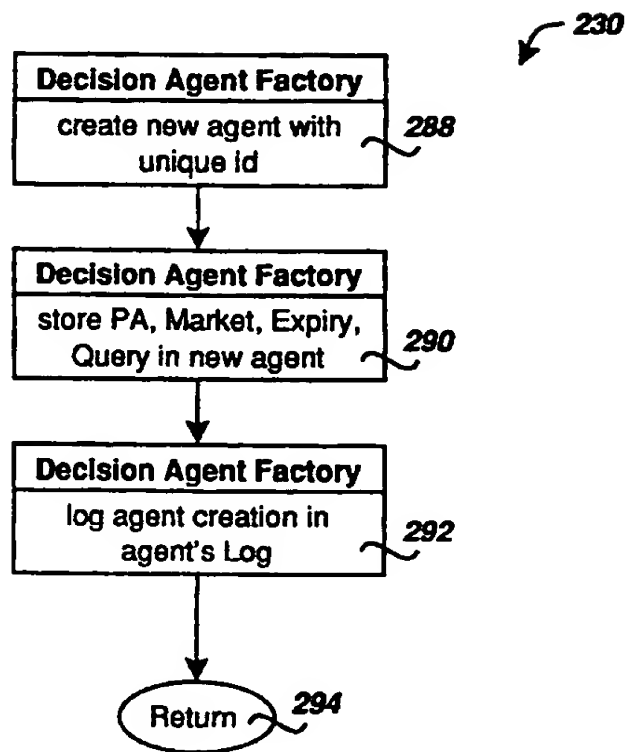 230
Decision Agent Factory
create new agent with
unique id
288
Decision Agent Factory
store PA, Market, Expiry,
Query in new agent
290
Decision Agent Factory
log agent creation in
agent's Log
292
Return
294